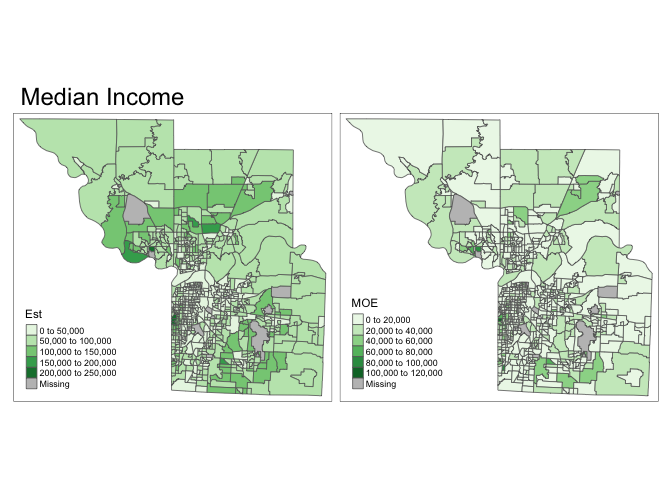 Median Income
Est
0 to 50,000
50,000 to 100,000
100,000 to 150,000
150,000 to 200,000
200,000 to 250,000
Missing
MOE
0 to 20,000
20,000 to 40,000
40,000 to 60,000
60,000 to 80,000
80,000 to 100,000
100,000 to 120,000
Missing